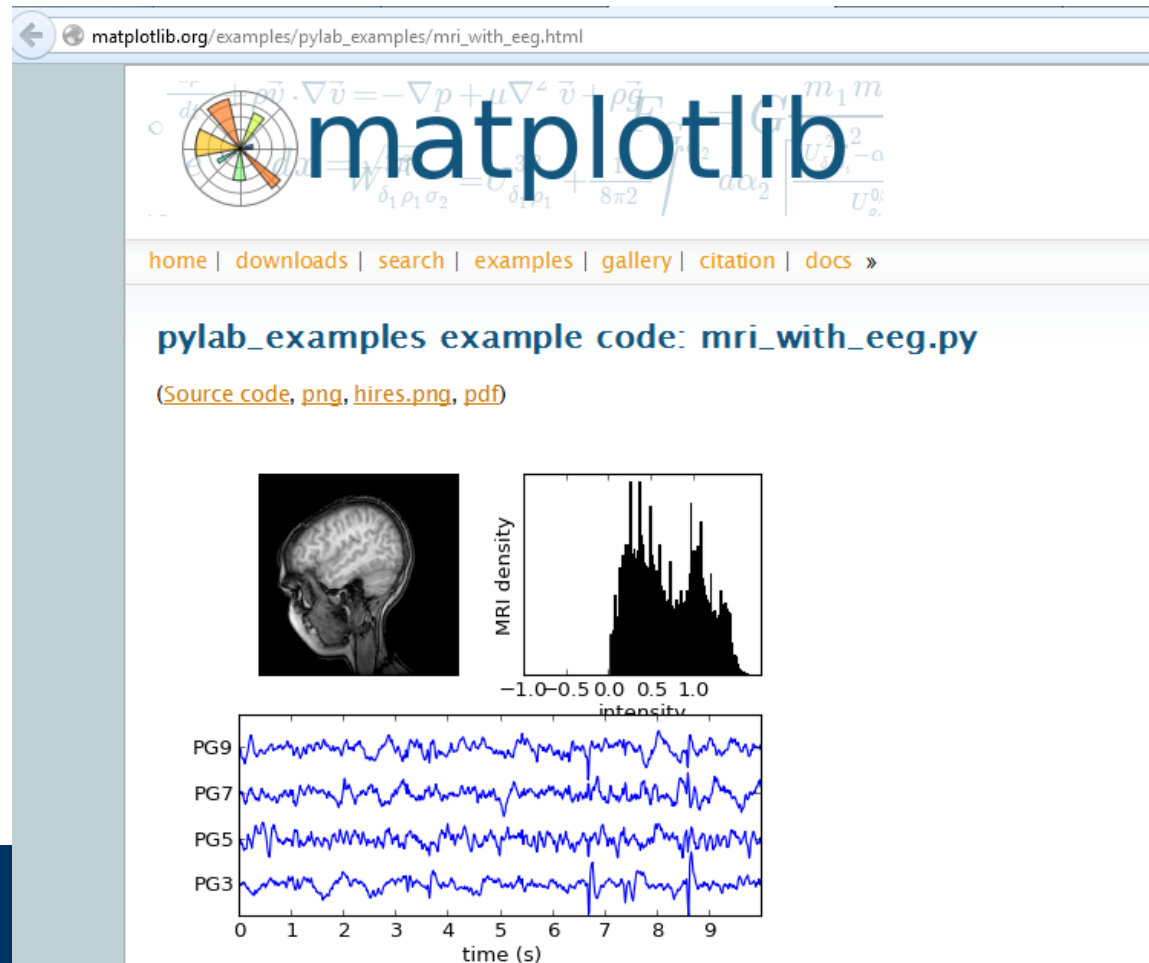 matplotlib.org/examples/pylab_examples/mri_with_eeg.html
matplotlib
home | downloads | search | examples | gallery | citation | docs »
pylab_examples example code: mri_with_eeg.py
(Source code, png, hires.png, pdf)
MRI density
−1.0 −0.5 0.0 0.5 1.0
intensity
PG9
PG7
PG5
PG3
0 1 2 3 4 5 6 7 8 9
time (s)